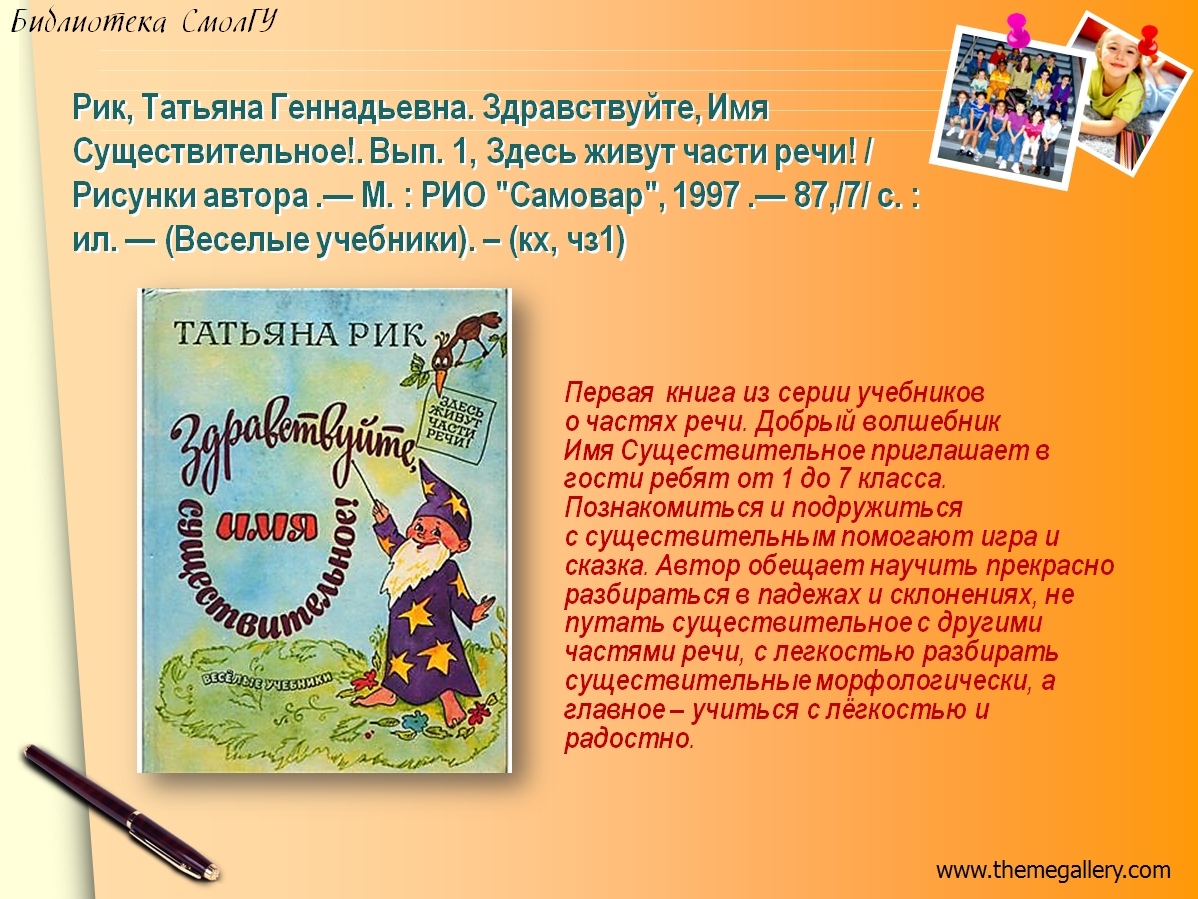 Библиотека СмолГУ
Рик, Татьяна Геннадьевна. Здравствуйте, Имя
Существительное!. Вып. 1, Здесь живут части речи! /
Рисунки автора .— М. : РИО "Самовар", 1997 .— 87,/7/ с. :
ил. — (Веселые учебники). – (кх, чз1)
ТАТЬЯНА РИК
ЗДЕСЬ
ЖИВУТ
ЧАСТИ
РЕЧИ!
Здравствуйте,
имя
существительное!
ВЕСЁЛЫЕ УЧЕБНИКИ
Первая книга из серии учебников
о частях речи. Добрый волшебник
Имя Существительное приглашает в
гости ребят от 1 до 7 класса.
Познакомиться и подружиться
с существительным помогают игра и
сказка. Автор обещает научить прекрасно
разбираться в падежах и склонениях, не
путать существительное с другими
частями речи, с легкостью разбирать
существительные морфологически, а
главное – учиться с лёгкостью и
радостно.
www.themegallery.com